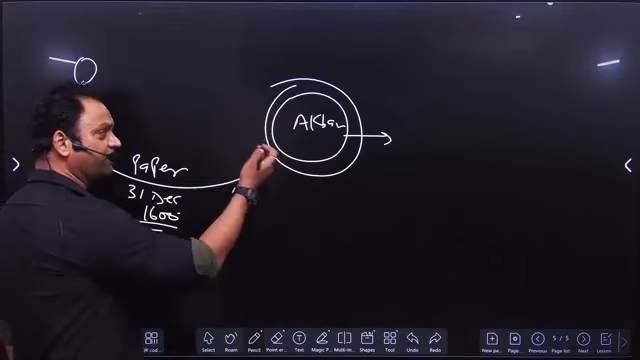 Akbar
Paper
31 Dec
1600
Select
Roam
Pencil
Point er
Text
Magic P
Multi-in
Shapes
Tool
Undo
Redo
New pa
Page
Previous
5 / 5
Page list
Next
Lesson